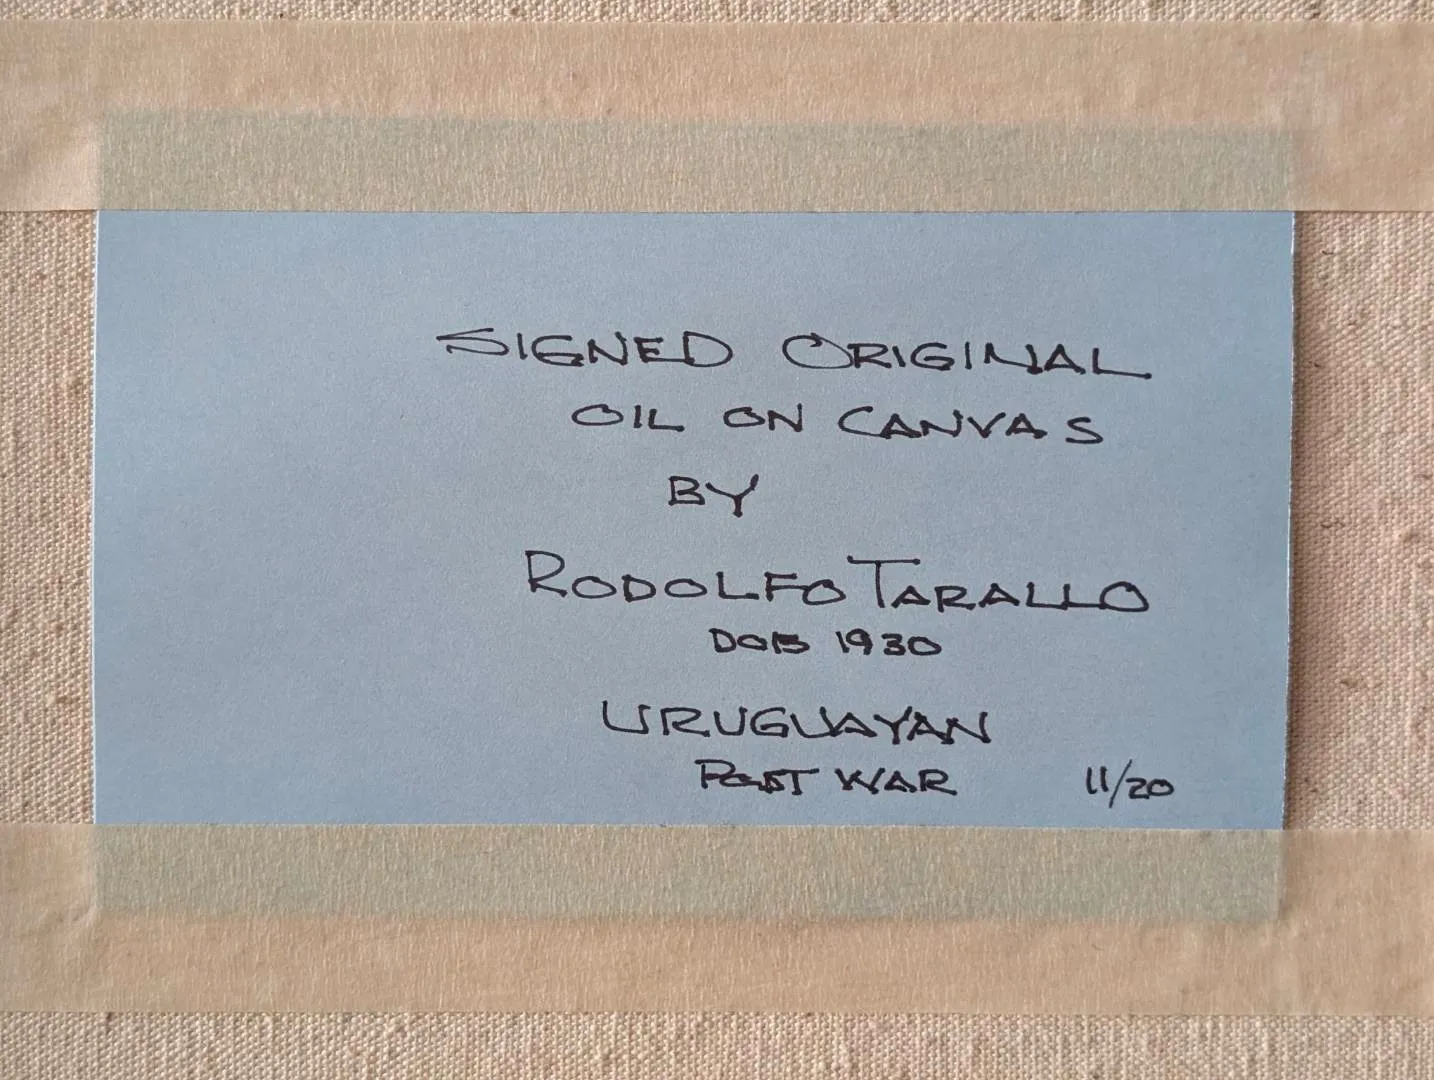 SIGNED ORIGINAL
OIL ON CANVAS
BY
RODOLFO TARALLO
DOB 1930
URUGUAYAN
POST WAR 11/20